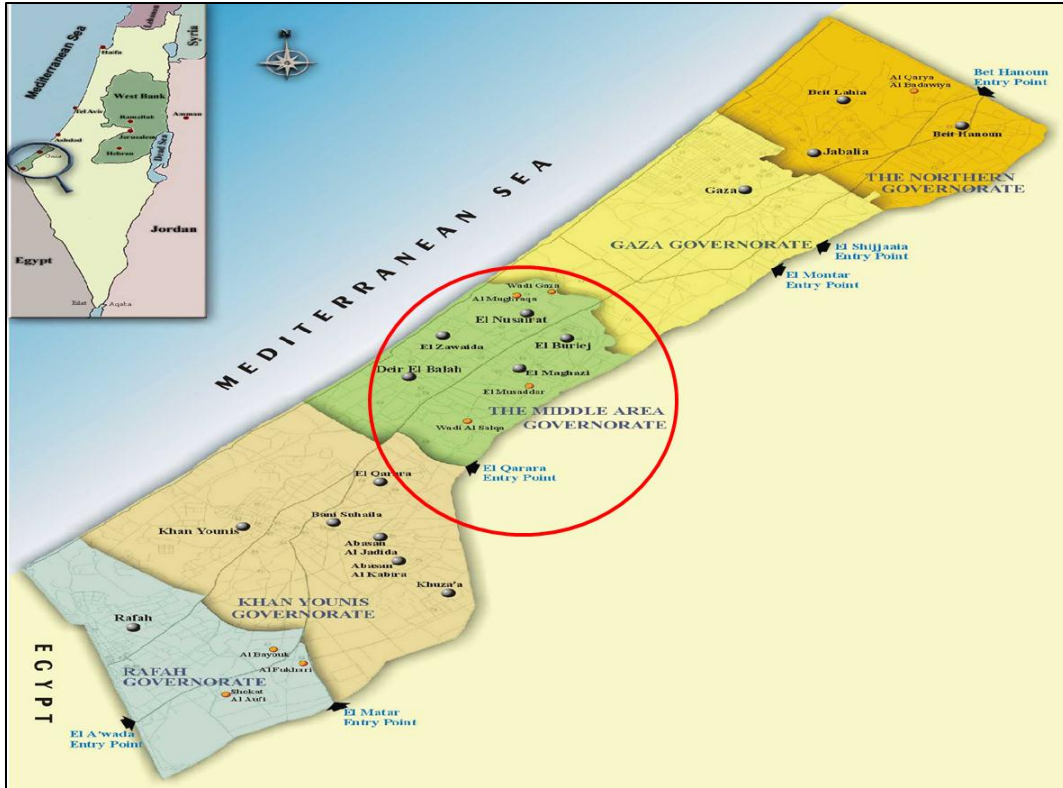 Lebanon
Syria
Mediterranean Sea
Haifa
West Bank
Tel Aviv
Ramallah
Amman
Jerusalem
Ashdod
Hebron
Dead Sea
Gaza
Jordan
Egypt
Eilat
Aqaba
N
MEDITERRANEAN SEA
Bet Hanoun
Entry Point
Al Qarya
Al Badawiya
Beit Lahia
Beit Hanoun
Jabalia
THE NORTHERN
GOVERNORATE
Gaza
GAZA GOVERNORATE
El Shijjaaia
Entry Point
El Montar
Entry Point
Wadi Gaza
Al Mughraqa
El Nusairat
El Zawaida
El Buriej
Deir El Balah
El Maghazi
El Musaddar
THE MIDDLE AREA
GOVERNORATE
Wadi Al Salqa
El Qarara
Entry Point
El Qarara
Khan Younis
Bani Suhaila
Abasan
Al Jadida
Abasan
Al Kabira
Khuza'a
KHAN YOUNIS
GOVERNORATE
Rafah
Al Bayouk
Al Fukhari
RAFAH
GOVERNORATE
Shokat
Al Aufi
El Matar
Entry Point
El A'wada
Entry Point
EGYPT